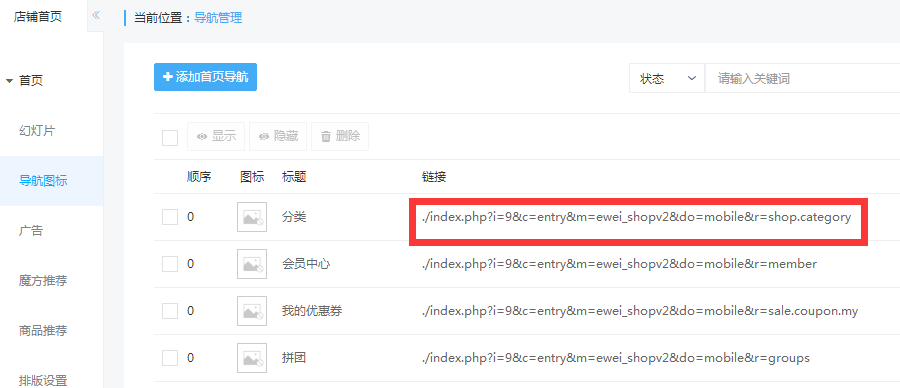 店铺首页
当前位置：导航管理
首页
幻灯片
导航图标
广告
魔方推荐
商品推荐
排版设置
添加首页导航
状态
请输入关键词
显示 隐藏 删除
顺序 图标 标题 链接
0 分类 ./index.php?i=9&c=entry&m=ewei_shopv2&do=mobile&r=shop.category
0 会员中心 ./index.php?i=9&c=entry&m=ewei_shopv2&do=mobile&r=member
0 我的优惠券 ./index.php?i=9&c=entry&m=ewei_shopv2&do=mobile&r=sale.coupon.my
0 拼团 ./index.php?i=9&c=entry&m=ewei_shopv2&do=mobile&r=groups